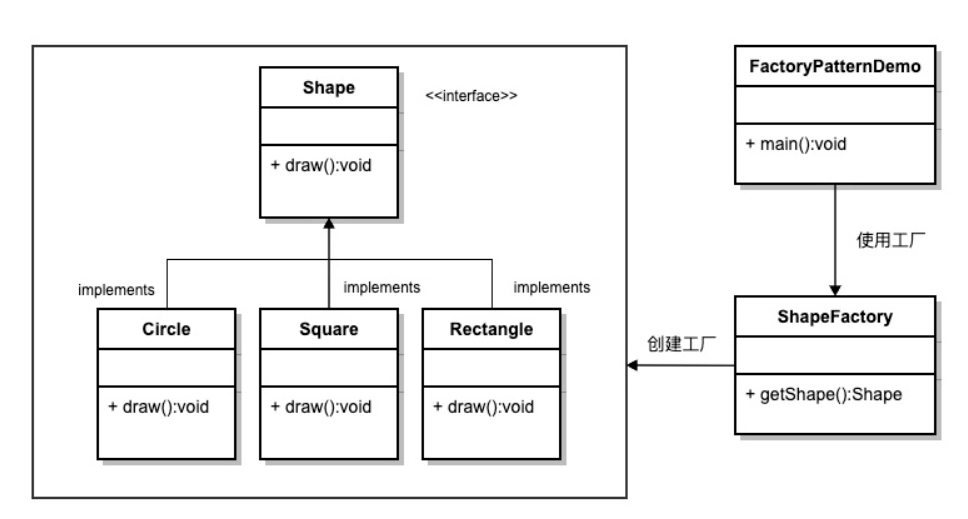 Shape
<<interface>>
+ draw():void
implements
implements
implements
Circle
Square
Rectangle
+ draw():void
+ draw():void
+ draw():void
FactoryPatternDemo
+ main():void
使用工厂
ShapeFactory
创建工厂
+ getShape():Shape